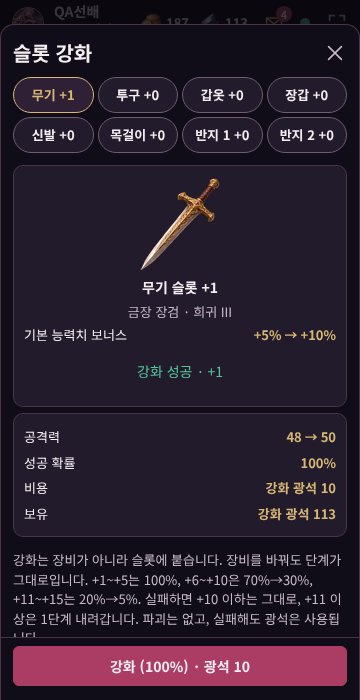 QA선배
187
113
4
슬롯 강화
무기 +1
투구 +0
갑옷 +0
장갑 +0
신발 +0
목걸이 +0
반지 1 +0
반지 2 +0
무기 슬롯 +1
금장 장검 · 희귀 III
기본 능력치 보너스 +5% → +10%
강화 성공 · +1
공격력 48 → 50
성공 확률 100%
비용 강화 광석 10
보유 강화 광석 113
강화는 장비가 아니라 슬롯에 붙습니다. 장비를 바꿔도 단계가
그대로입니다. +1~+5는 100%, +6~+10은 70%→30%,
+11~+15는 20%→5%. 실패하면 +10 이하는 그대로, +11 이
상은 1단계 내려갑니다. 파괴는 없고, 실패해도 광석은 사용됩
니다.
강화 (100%) · 광석 10